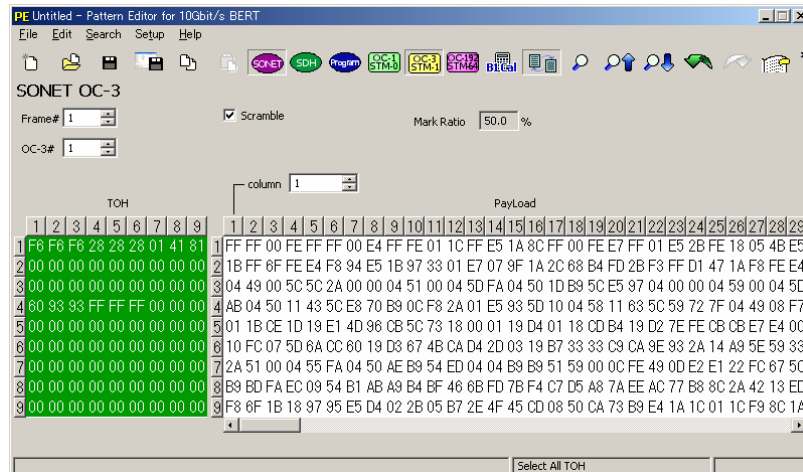 PE Untitled - Pattern Editor for 10Gbit/s BERT
File Edit Search Setup Help
SONET SDH Program OC-1 STM-0 OC-3 STM-1 OC-192 STM64 B1Cal
SONET OC-3
Frame# 1 Scramble Mark Ratio 50.0 %
OC-3# 1
column 1
TOH PayLoad
1 2 3 4 5 6 7 8 9 1 2 3 4 5 6 7 8 9 10 11 12 13 14 15 16 17 18 19 20 21 22 23 24 25 26 27 28 29
1 F6 F6 F6 28 28 28 01 41 81 1 FF FF 00 FE FF FF 00 E4 FF FE 01 1C FF E5 1A 8C FF 00 FE E7 FF 01 E5 2B FE 18 05 4B E5
2 00 00 00 00 00 00 00 00 00 2 1B FF 6F FE E4 F8 94 E5 1B 97 33 01 E7 07 9F 1A 2C 68 B4 FD 2B F3 FF D1 47 1A F8 FE E4
3 00 00 00 00 00 00 00 00 00 3 04 49 00 5C 5C 2A 00 00 04 51 00 04 5D FA 04 50 1D B9 5C E5 97 04 00 00 04 59 00 04 5D
4 60 93 93 FF FF FF 00 00 00 4 AB 04 50 11 43 5C E8 70 B9 0C F8 2A 01 E5 93 5D 10 04 58 11 63 5C 59 72 7F 04 49 08 F7
5 00 00 00 00 00 00 00 00 00 5 01 1B CE 1D 19 E1 4D 96 CB 5C 73 18 00 01 19 D4 01 18 CD B4 19 D2 7E FE CB CB E7 E4 00
6 00 00 00 00 00 00 00 00 00 6 10 FC 07 5D 6A CC 60 19 D3 67 4B CA D4 2D 03 19 B7 33 33 C9 CA 9E 93 2A 14 A9 5E 59 33
7 00 00 00 00 00 00 00 00 00 7 2A 51 00 04 55 FA 04 50 AE B9 54 ED 04 04 B9 B9 51 59 00 0C FE 49 0D E2 E1 22 FC 67 5C
8 00 00 00 00 00 00 00 00 00 8 B9 BD FA EC 09 54 B1 AB A9 B4 BF 46 6B FD 7B F4 C7 D5 A8 7A EE AC 77 B8 8C 2A 42 13 ED
9 00 00 00 00 00 00 00 00 00 9 F8 6F 1B 18 97 95 E5 D4 02 2B 05 B7 2E 4F 45 CD 08 50 CA 73 B9 E4 1A 1C 01 1C F9 8C 1A
Select All TOH